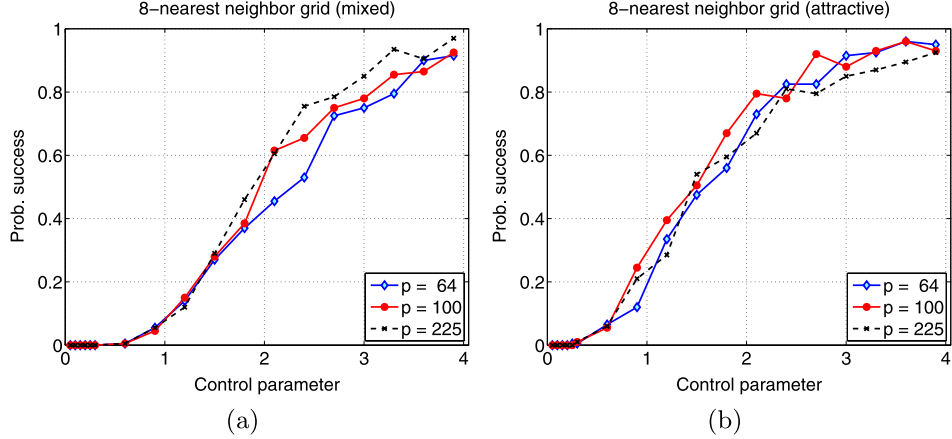 8−nearest neighbor grid (mixed)
Prob. success
1
0.8
0.6
0.4
0.2
0
0 1 2 3 4
Control parameter
p = 64
p = 100
p = 225
(a)
8−nearest neighbor grid (attractive)
Prob. success
1
0.8
0.6
0.4
0.2
0
0 1 2 3 4
Control parameter
p = 64
p = 100
p = 225
(b)